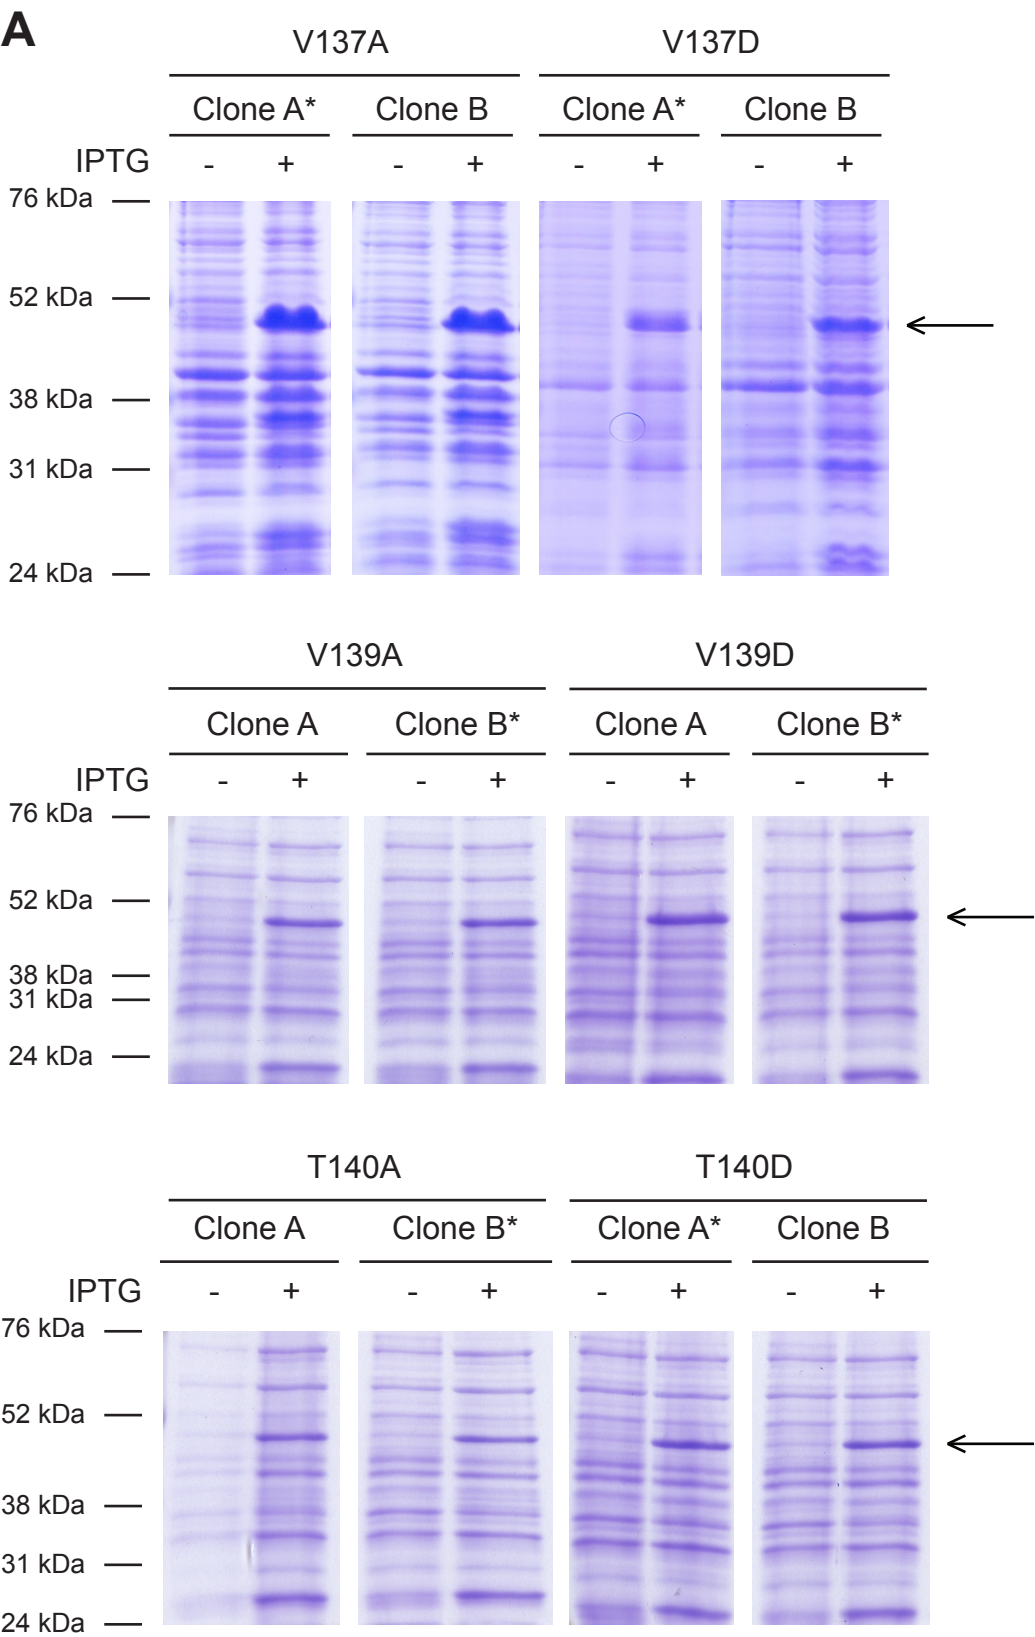 A
V137A V137D
Clone A* Clone B Clone A* Clone B
IPTG - + - + - + - +
76 kDa
52 kDa
38 kDa
31 kDa
24 kDa
V139A V139D
Clone A Clone B* Clone A Clone B*
IPTG - + - + - + - +
76 kDa
52 kDa
38 kDa
31 kDa
24 kDa
T140A T140D
Clone A Clone B* Clone A* Clone B
IPTG - + - + - + - +
76 kDa
52 kDa
38 kDa
31 kDa
24 kDa